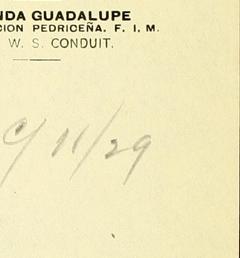 NDA GUADALUPE
CION PEDRICEÑA. F. I. M.
W. S. CONDUIT.
9/11/29